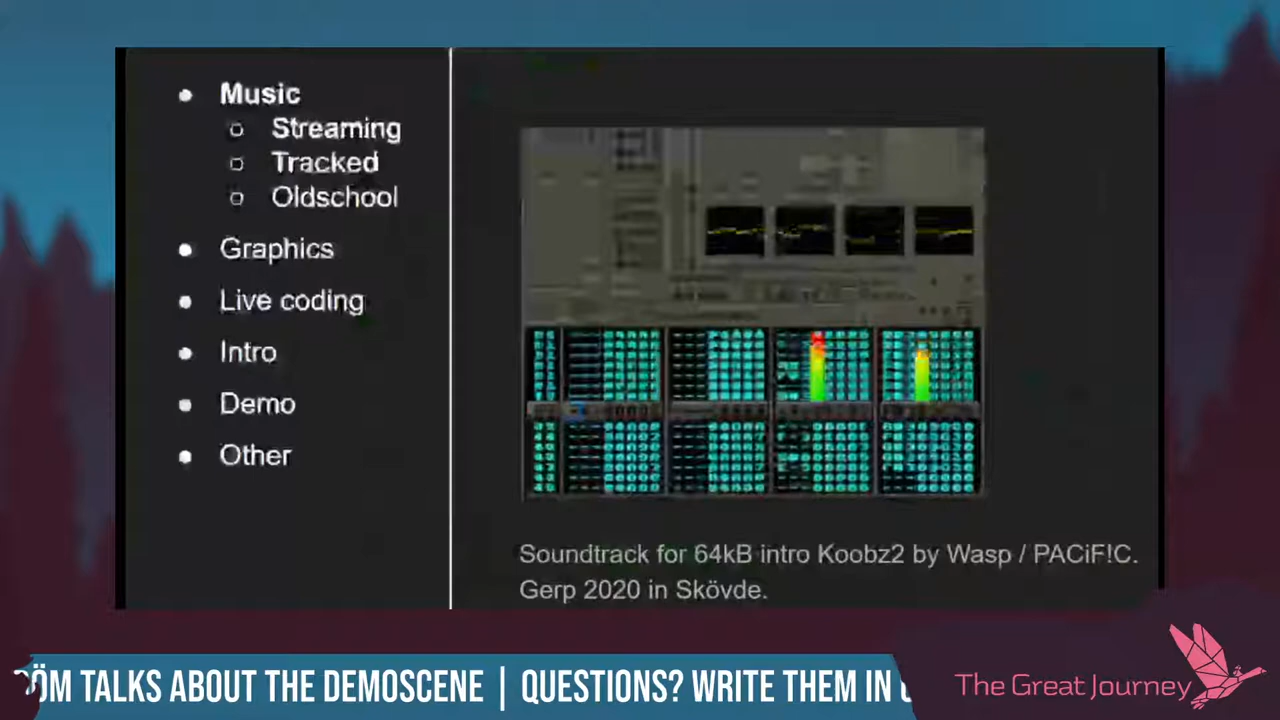 Music
Streaming
Tracked
Oldschool
Graphics
Live coding
Intro
Demo
Other
Soundtrack for 64kB intro Koobz2 by Wasp / PACiF!C.
Gerp 2020 in Skövde.
TALKS ABOUT THE DEMOSCENE | QUESTIONS? WRITE THEM IN
The Great Journey